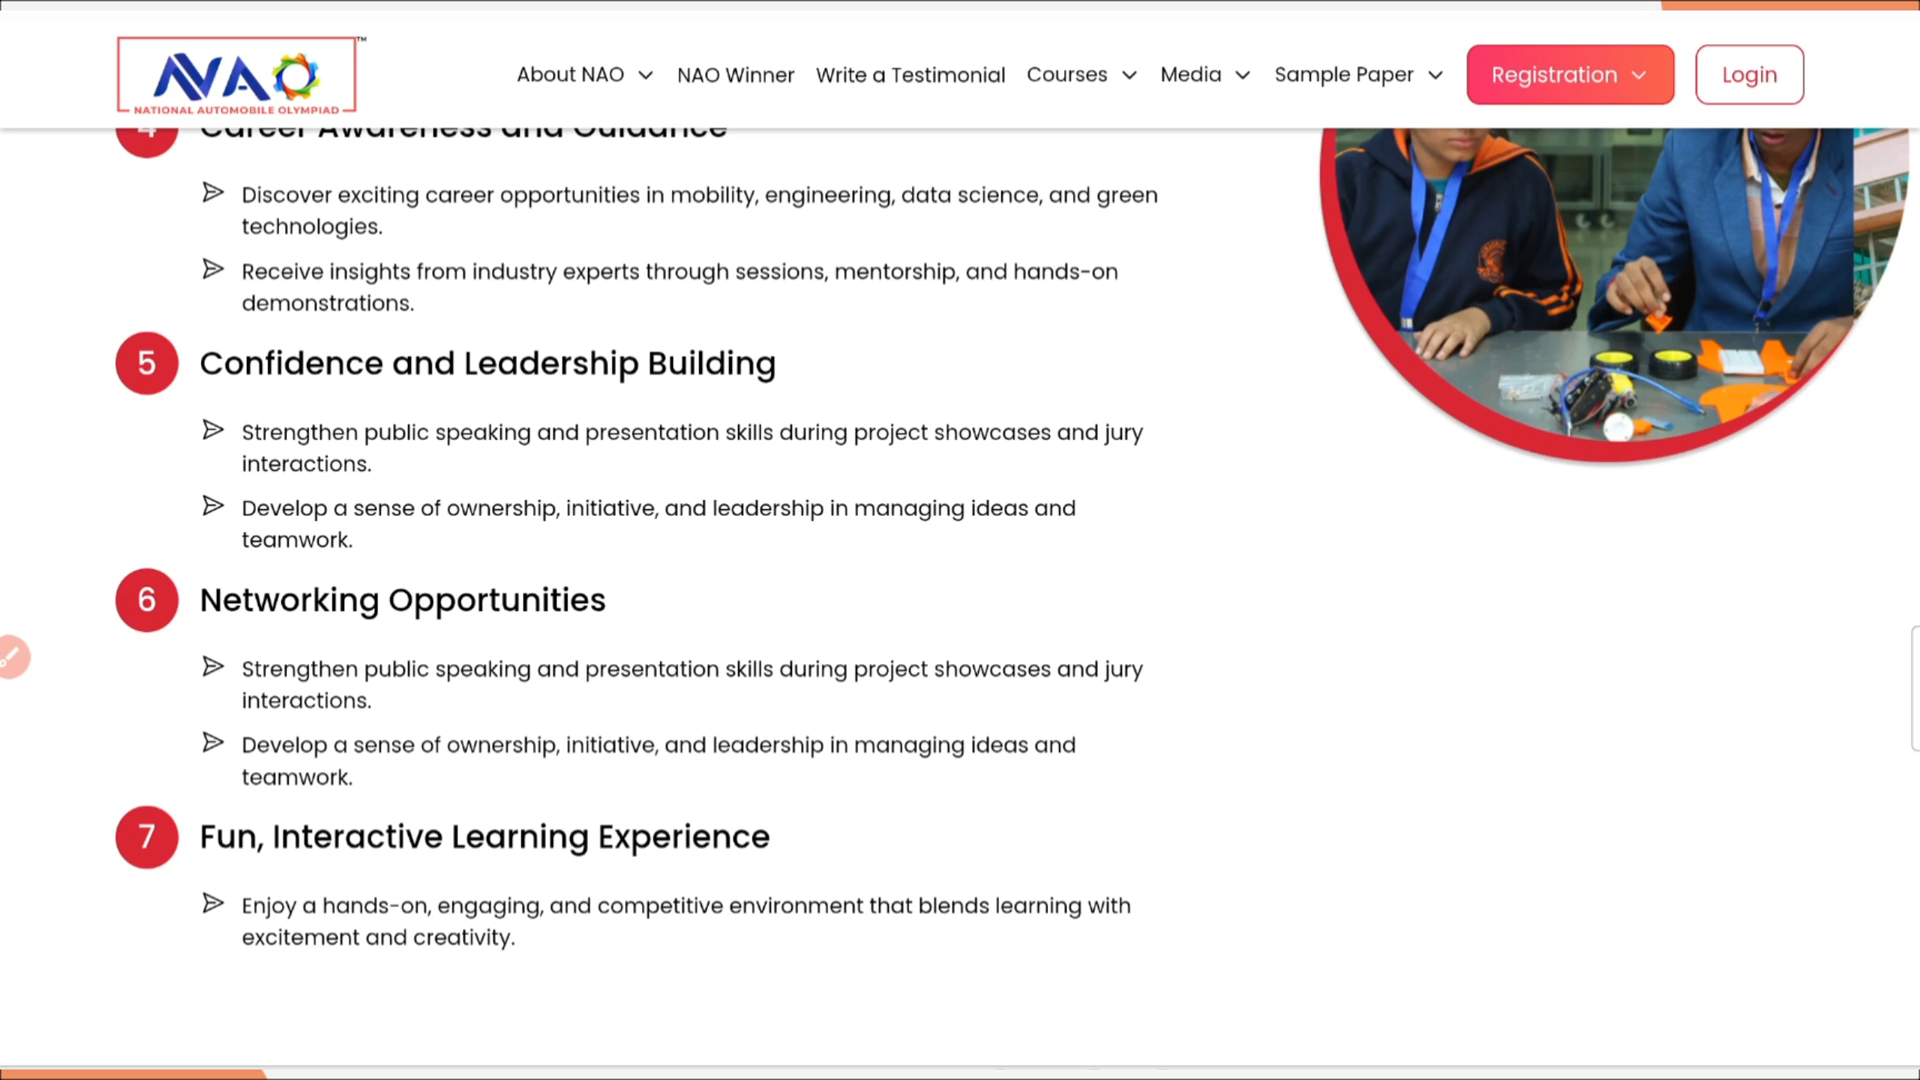 NAO
TM
NATIONAL AUTOMOBILE OLYMPIAD
About NAO
NAO Winner
Write a Testimonial
Courses
Media
Sample Paper
Registration
Login
4 Career Awareness and Guidance
Discover exciting career opportunities in mobility, engineering, data science, and green
technologies.
Receive insights from industry experts through sessions, mentorship, and hands-on
demonstrations.
5 Confidence and Leadership Building
Strengthen public speaking and presentation skills during project showcases and jury
interactions.
Develop a sense of ownership, initiative, and leadership in managing ideas and
teamwork.
6 Networking Opportunities
Strengthen public speaking and presentation skills during project showcases and jury
interactions.
Develop a sense of ownership, initiative, and leadership in managing ideas and
teamwork.
7 Fun, Interactive Learning Experience
Enjoy a hands-on, engaging, and competitive environment that blends learning with
excitement and creativity.